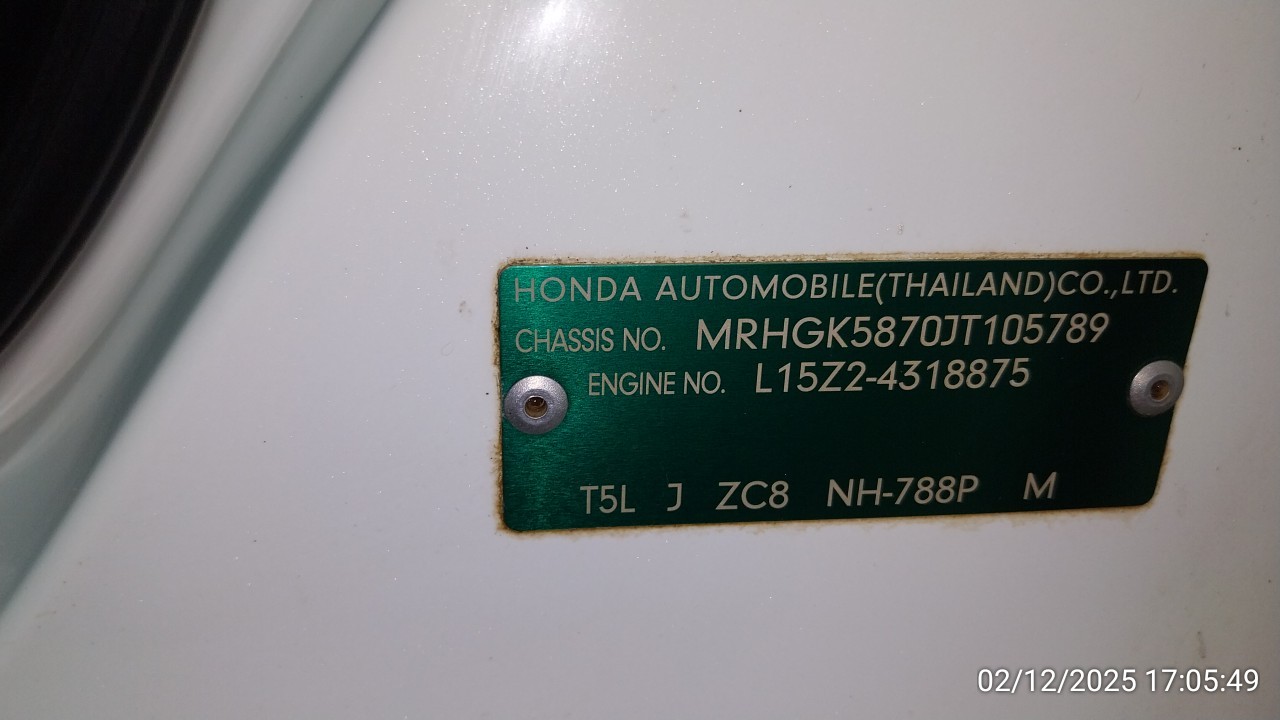 HONDA AUTOMOBILE(THAILAND)CO.,LTD.
CHASSIS NO. MRHGK5870JT105789
ENGINE NO. L15Z2-4318875
T5L J ZC8 NH-788P M
02/12/2025 17:05:49